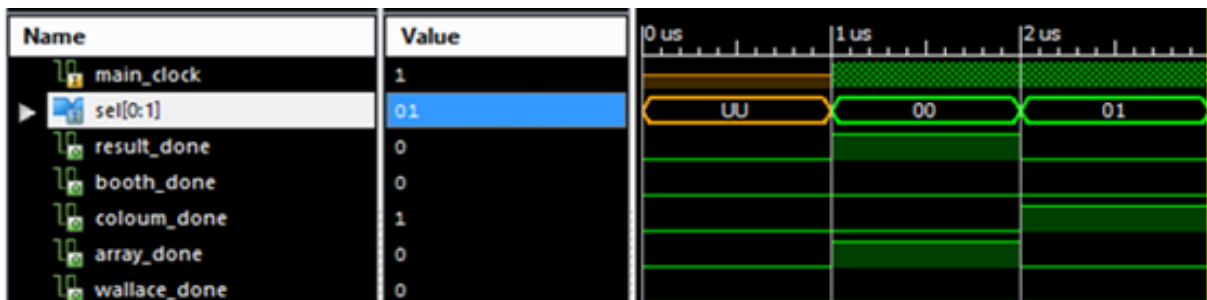 Name Value 0 us 1 us 2 us
main_clock 1
sel[0:1] 01 UU 00 01
result_done 0
booth_done 0
coloum_done 1
array_done 0
wallace_done 0